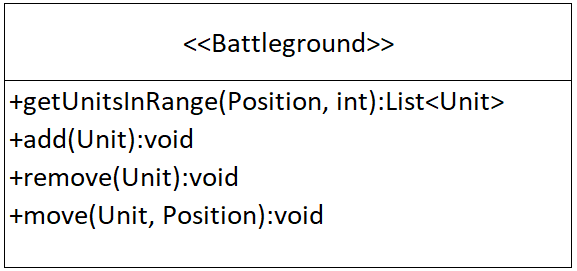 <<Battleground>>
+getUnitsInRange(Position, int):List<Unit>
+add(Unit):void
+remove(Unit):void
+move(Unit, Position):void